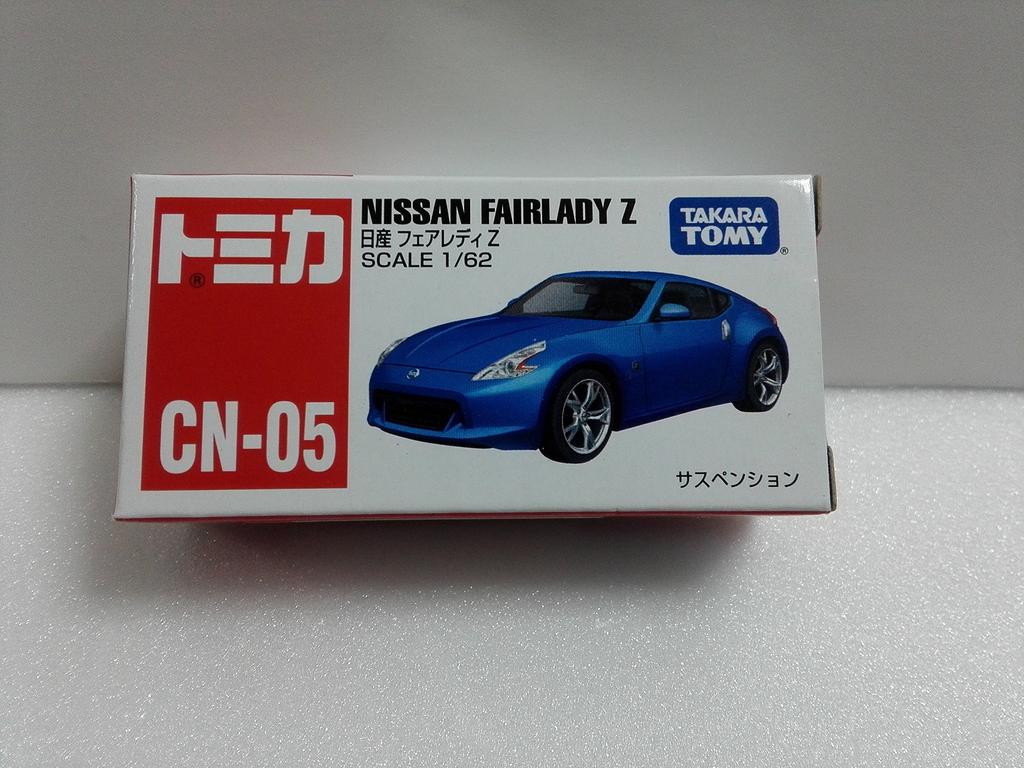 トミカ
®
CN-05
NISSAN FAIRLADY Z
日産 フェアレディ Z
SCALE 1/62
TAKARA
TOMY
®
サスペンション